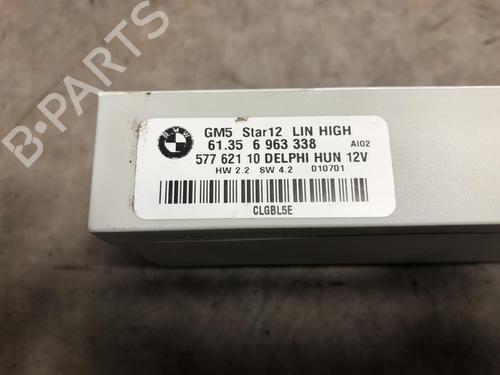 BMW
GM5 Star12 LIN HIGH
61.35 6 963 338 AI02
577 621 10 DELPHI HUN 12V
HW 2.2 SW 4.2 010701
CLGBL5E
B-PARTS